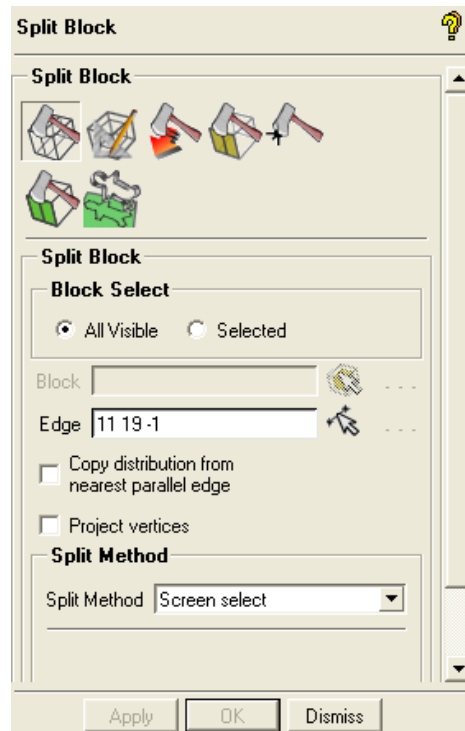 Split Block
Split Block
Split Block
Block Select
All Visible Selected
Block ...
Edge 11 19 -1 ...
Copy distribution from
nearest parallel edge
Project vertices
Split Method
Split Method Screen select
Apply OK Dismiss